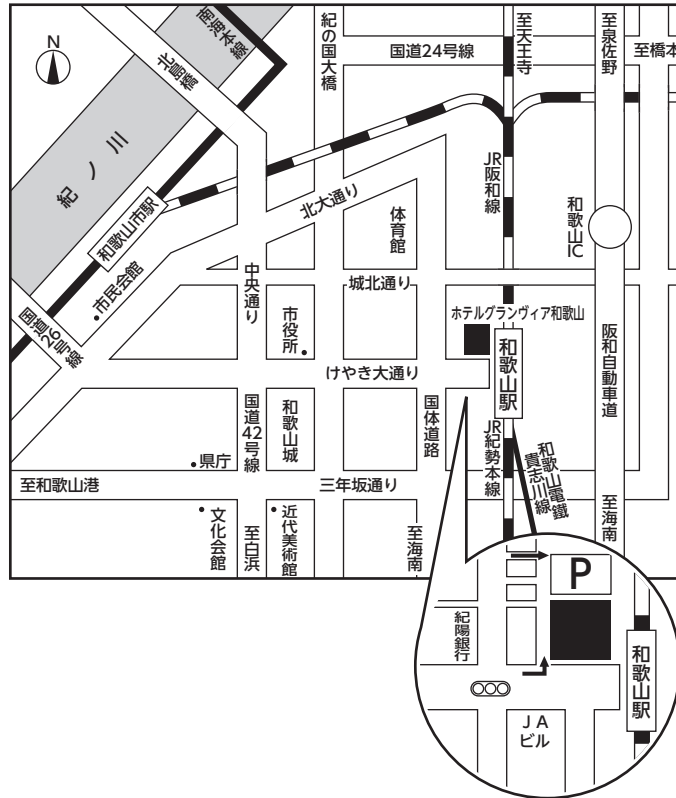 南海本線
紀の国大橋
至天王寺
至泉佐野
N
北島橋
国道24号線
至橋本
紀ノ川
JR阪和線
北大通り
体育館
和歌山市駅
和歌山IC
市民会館
中央通り
城北通り
国道26号線
市役所
ホテルグランヴィア和歌山
和歌山駅
阪和自動車道
けやき大通り
国道42号線
和歌山城
国体道路
JR紀勢本線
和歌山電鐵
貴志川線
県庁
至和歌山港
三年坂通り
文化会館
至白浜
近代美術館
至海南
至海南
P
紀陽銀行
和歌山駅
JA
ビル